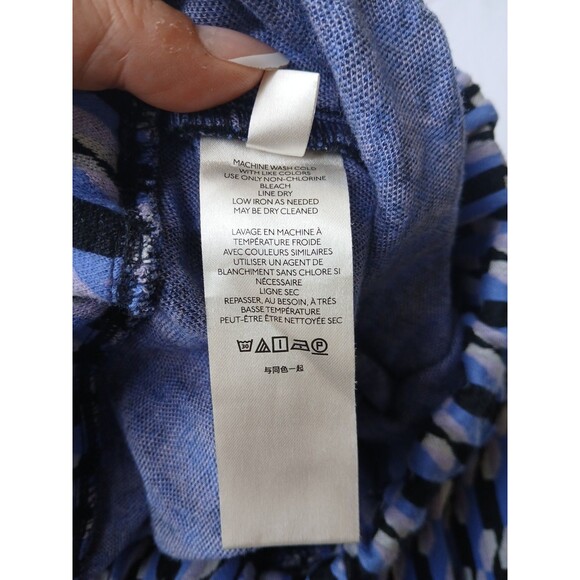 MACHINE WASH COLD
WITH LIKE COLORS
USE ONLY NON-CHLORINE
BLEACH
LINE DRY
LOW IRON AS NEEDED
MAY BE DRY CLEANED
LAVAGE EN MACHINE À
TEMPÉRATURE FROIDE
AVEC COULEURS SIMILAIRES
UTILISER UN AGENT DE
BLANCHIMENT SANS CHLORE SI
NÉCESSAIRE
LIGNE SEC
REPASSER, AU BESOIN, À TRÉS
BASSE TEMPÉRATURE
PEUT-ÊTRE ÊTRE NETTOYÉE SEC
30 P
与同色一起